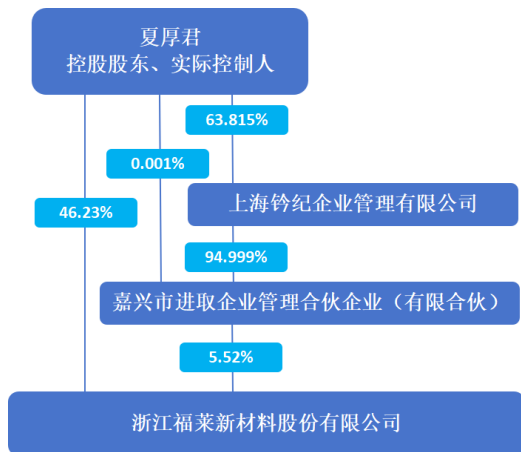 夏厚君
控股股东、实际控制人
63.815%
0.001%
46.23%
上海钤纪企业管理有限公司
94.999%
嘉兴市进取企业管理合伙企业（有限合伙）
5.52%
浙江福莱新材料股份有限公司